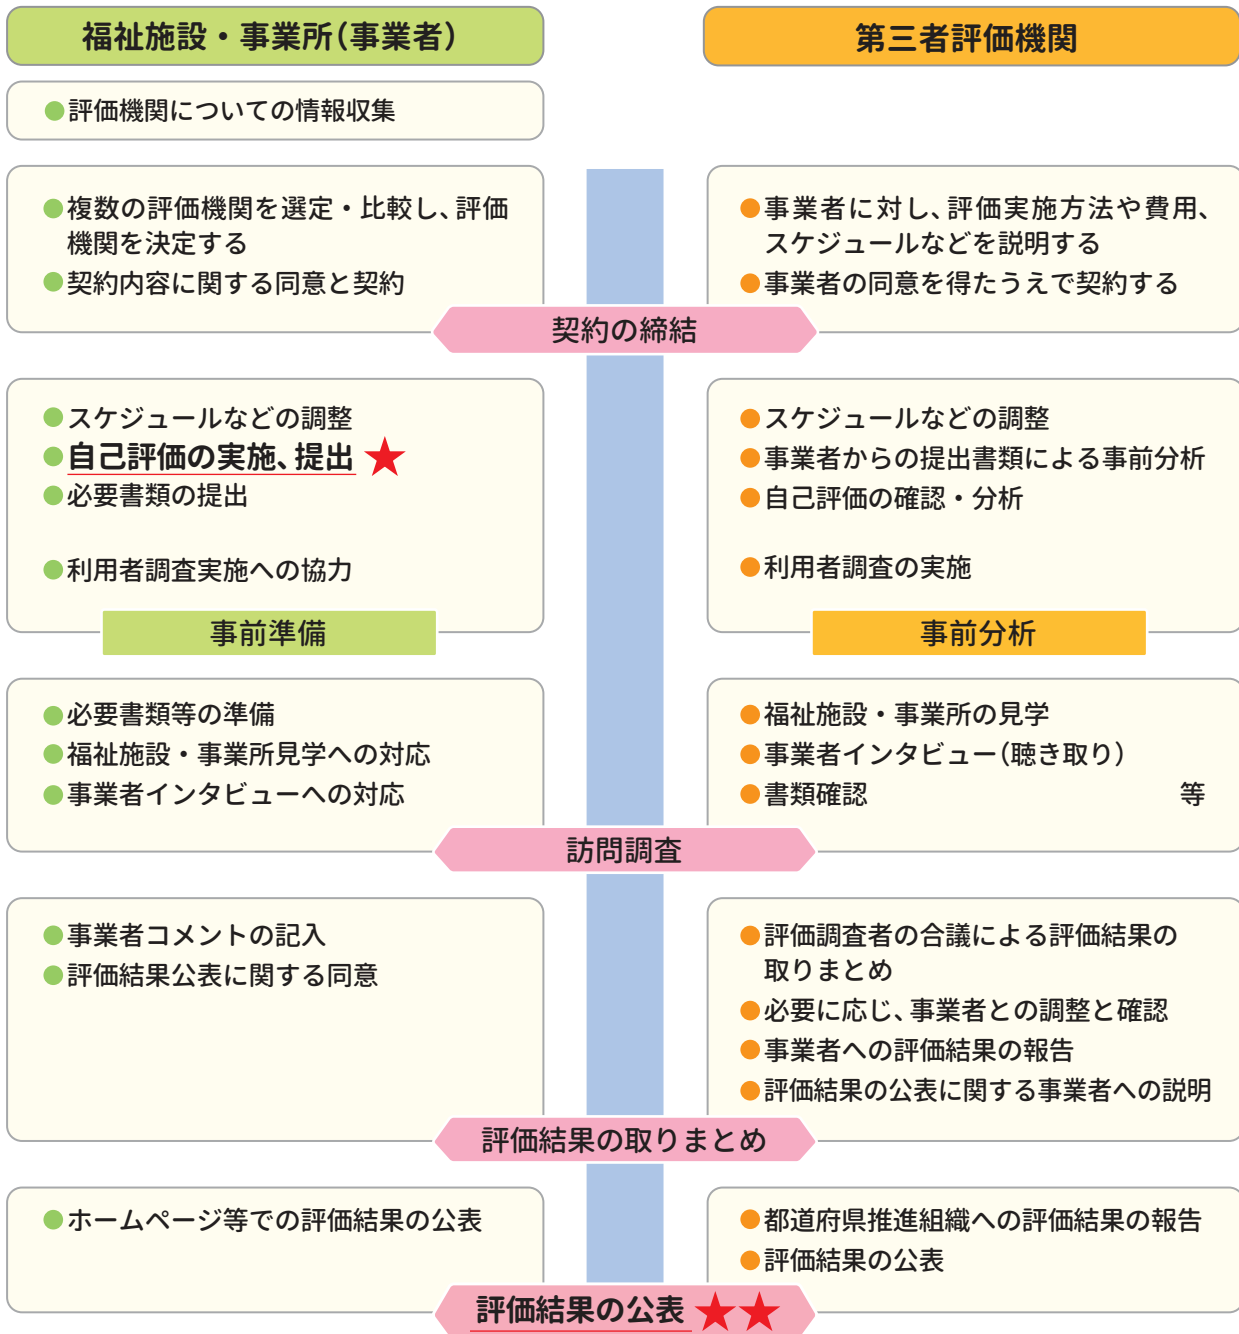 福祉施設・事業所(事業者)
第三者評価機関
●評価機関についての情報収集
●複数の評価機関を選定・比較し、評価
機関を決定する
●契約内容に関する同意と契約
●事業者に対し、評価実施方法や費用、
スケジュールなどを説明する
●事業者の同意を得たうえで契約する
契約の締結
●スケジュールなどの調整
●自己評価の実施、提出 ★
●必要書類の提出
●利用者調査実施への協力
事前準備
●スケジュールなどの調整
●事業者からの提出書類による事前分析
●自己評価の確認・分析
●利用者調査の実施
事前分析
●必要書類等の準備
●福祉施設・事業所見学への対応
●事業者インタビューへの対応
●福祉施設・事業所の見学
●事業者インタビュー(聴き取り)
●書類確認 等
訪問調査
●事業者コメントの記入
●評価結果公表に関する同意
●評価調査者の合議による評価結果の
取りまとめ
●必要に応じ、事業者との調整と確認
●事業者への評価結果の報告
●評価結果の公表に関する事業者への説明
評価結果の取りまとめ
●ホームページ等での評価結果の公表
●都道府県推進組織への評価結果の報告
●評価結果の公表
評価結果の公表 ★★